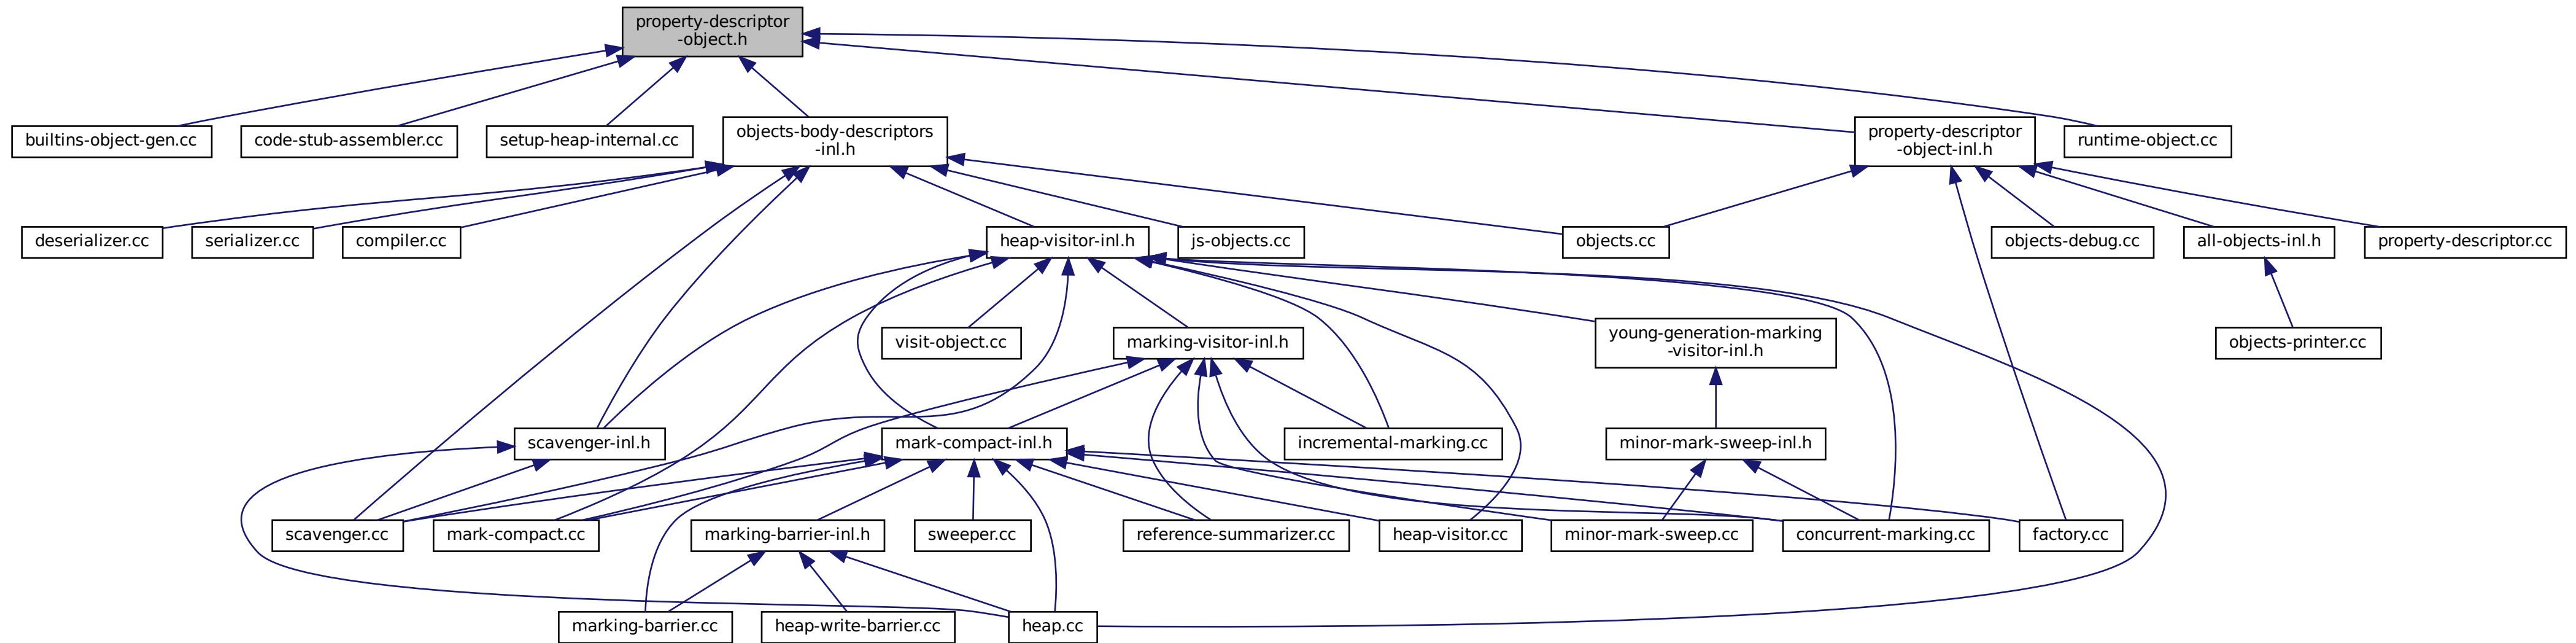 property-descriptor
-object.h
builtins-object-gen.cc
code-stub-assembler.cc
setup-heap-internal.cc
objects-body-descriptors
-inl.h
property-descriptor
-object-inl.h
runtime-object.cc
deserializer.cc
serializer.cc
compiler.cc
heap-visitor-inl.h
js-objects.cc
objects.cc
objects-debug.cc
all-objects-inl.h
property-descriptor.cc
visit-object.cc
marking-visitor-inl.h
young-generation-marking
-visitor-inl.h
objects-printer.cc
scavenger-inl.h
mark-compact-inl.h
incremental-marking.cc
minor-mark-sweep-inl.h
scavenger.cc
mark-compact.cc
marking-barrier-inl.h
sweeper.cc
reference-summarizer.cc
heap-visitor.cc
minor-mark-sweep.cc
concurrent-marking.cc
factory.cc
marking-barrier.cc
heap-write-barrier.cc
heap.cc